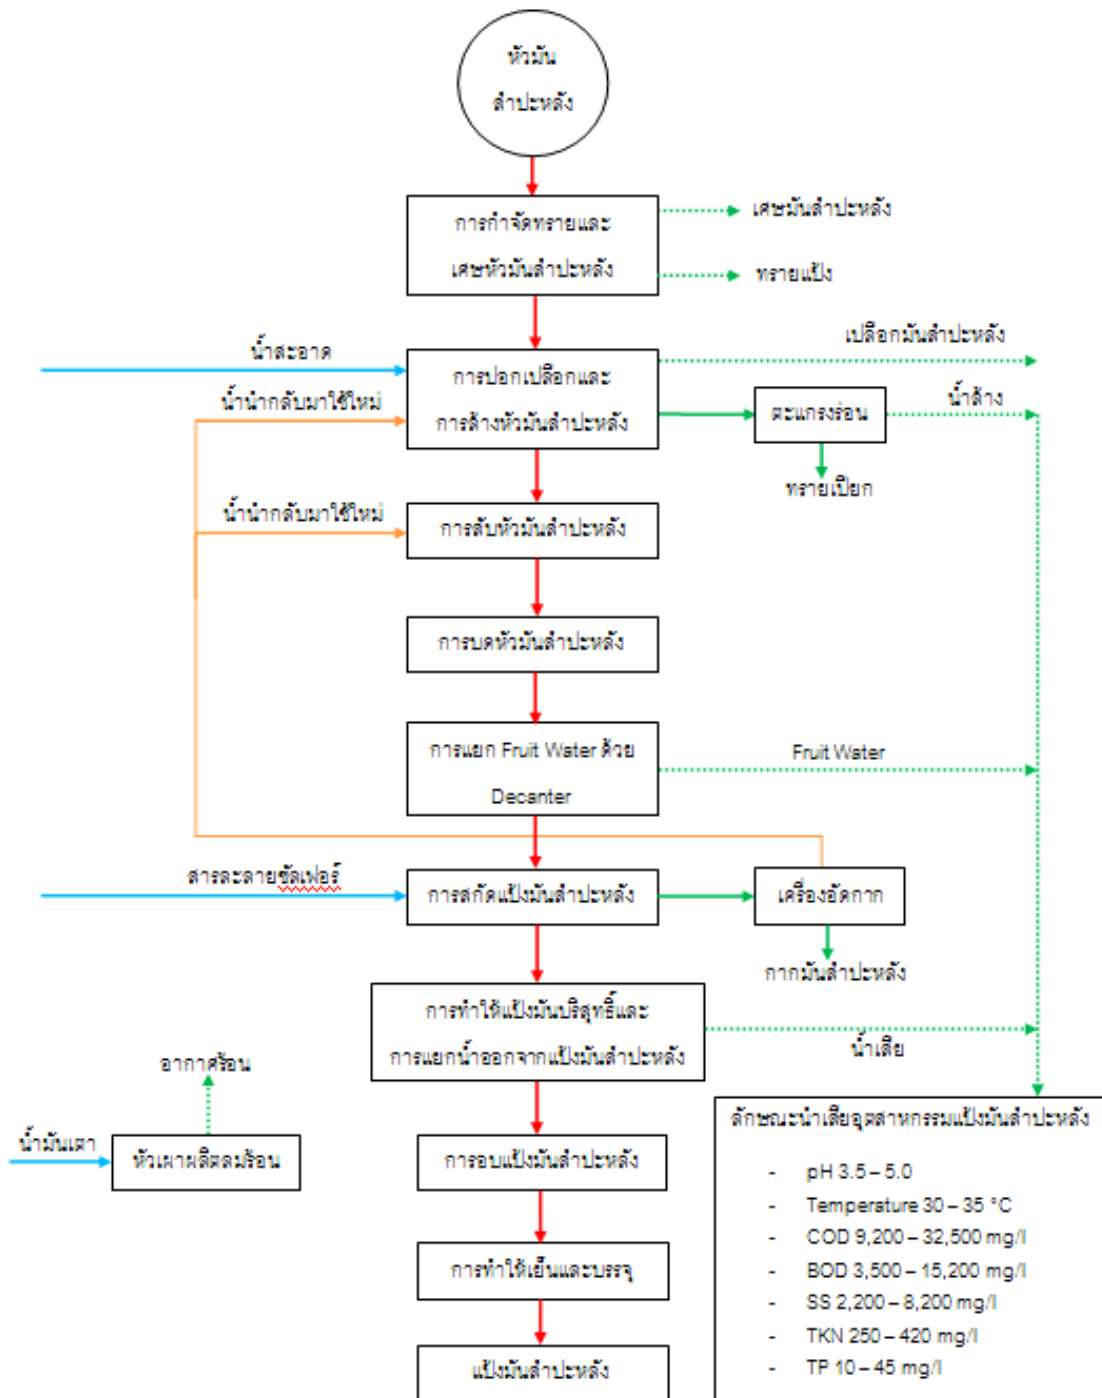 หัวมัน
สำปะหลัง
การกำจัดทรายและ
เศษหัวมันสำปะหลัง
เศษมันสำปะหลัง
ทรายแป้ง
น้ำสะอาด
น้ำนำกลับมาใช้ใหม่
การปอกเปลือกและ
การล้างหัวมันสำปะหลัง
เปลือกมันสำปะหลัง
ตะแกรงร่อน
น้ำล้าง
ทรายเปียก
น้ำนำกลับมาใช้ใหม่
การสับหัวมันสำปะหลัง
การบดหัวมันสำปะหลัง
การแยก Fruit Water ด้วย
Decanter
Fruit Water
สารละลายซัลเฟอร์
การสกัดแป้งมันสำปะหลัง
เครื่องอัดกาก
กากมันสำปะหลัง
การทำให้แป้งมันบริสุทธิ์และ
การแยกน้ำออกจากแป้งมันสำปะหลัง
น้ำเสีย
อากาศร้อน
น้ำมันเตา
หัวเผาผลิตลมร้อน
การอบแป้งมันสำปะหลัง
การทำให้เย็นและบรรจุ
แป้งมันสำปะหลัง
ลักษณะนำเสียอุตสาหกรรมแป้งมันสำปะหลัง
- pH 3.5 – 5.0
- Temperature 30 – 35 °C
- COD 9,200 – 32,500 mg/l
- BOD 3,500 – 15,200 mg/l
- SS 2,200 – 8,200 mg/l
- TKN 250 – 420 mg/l
- TP 10 – 45 mg/l